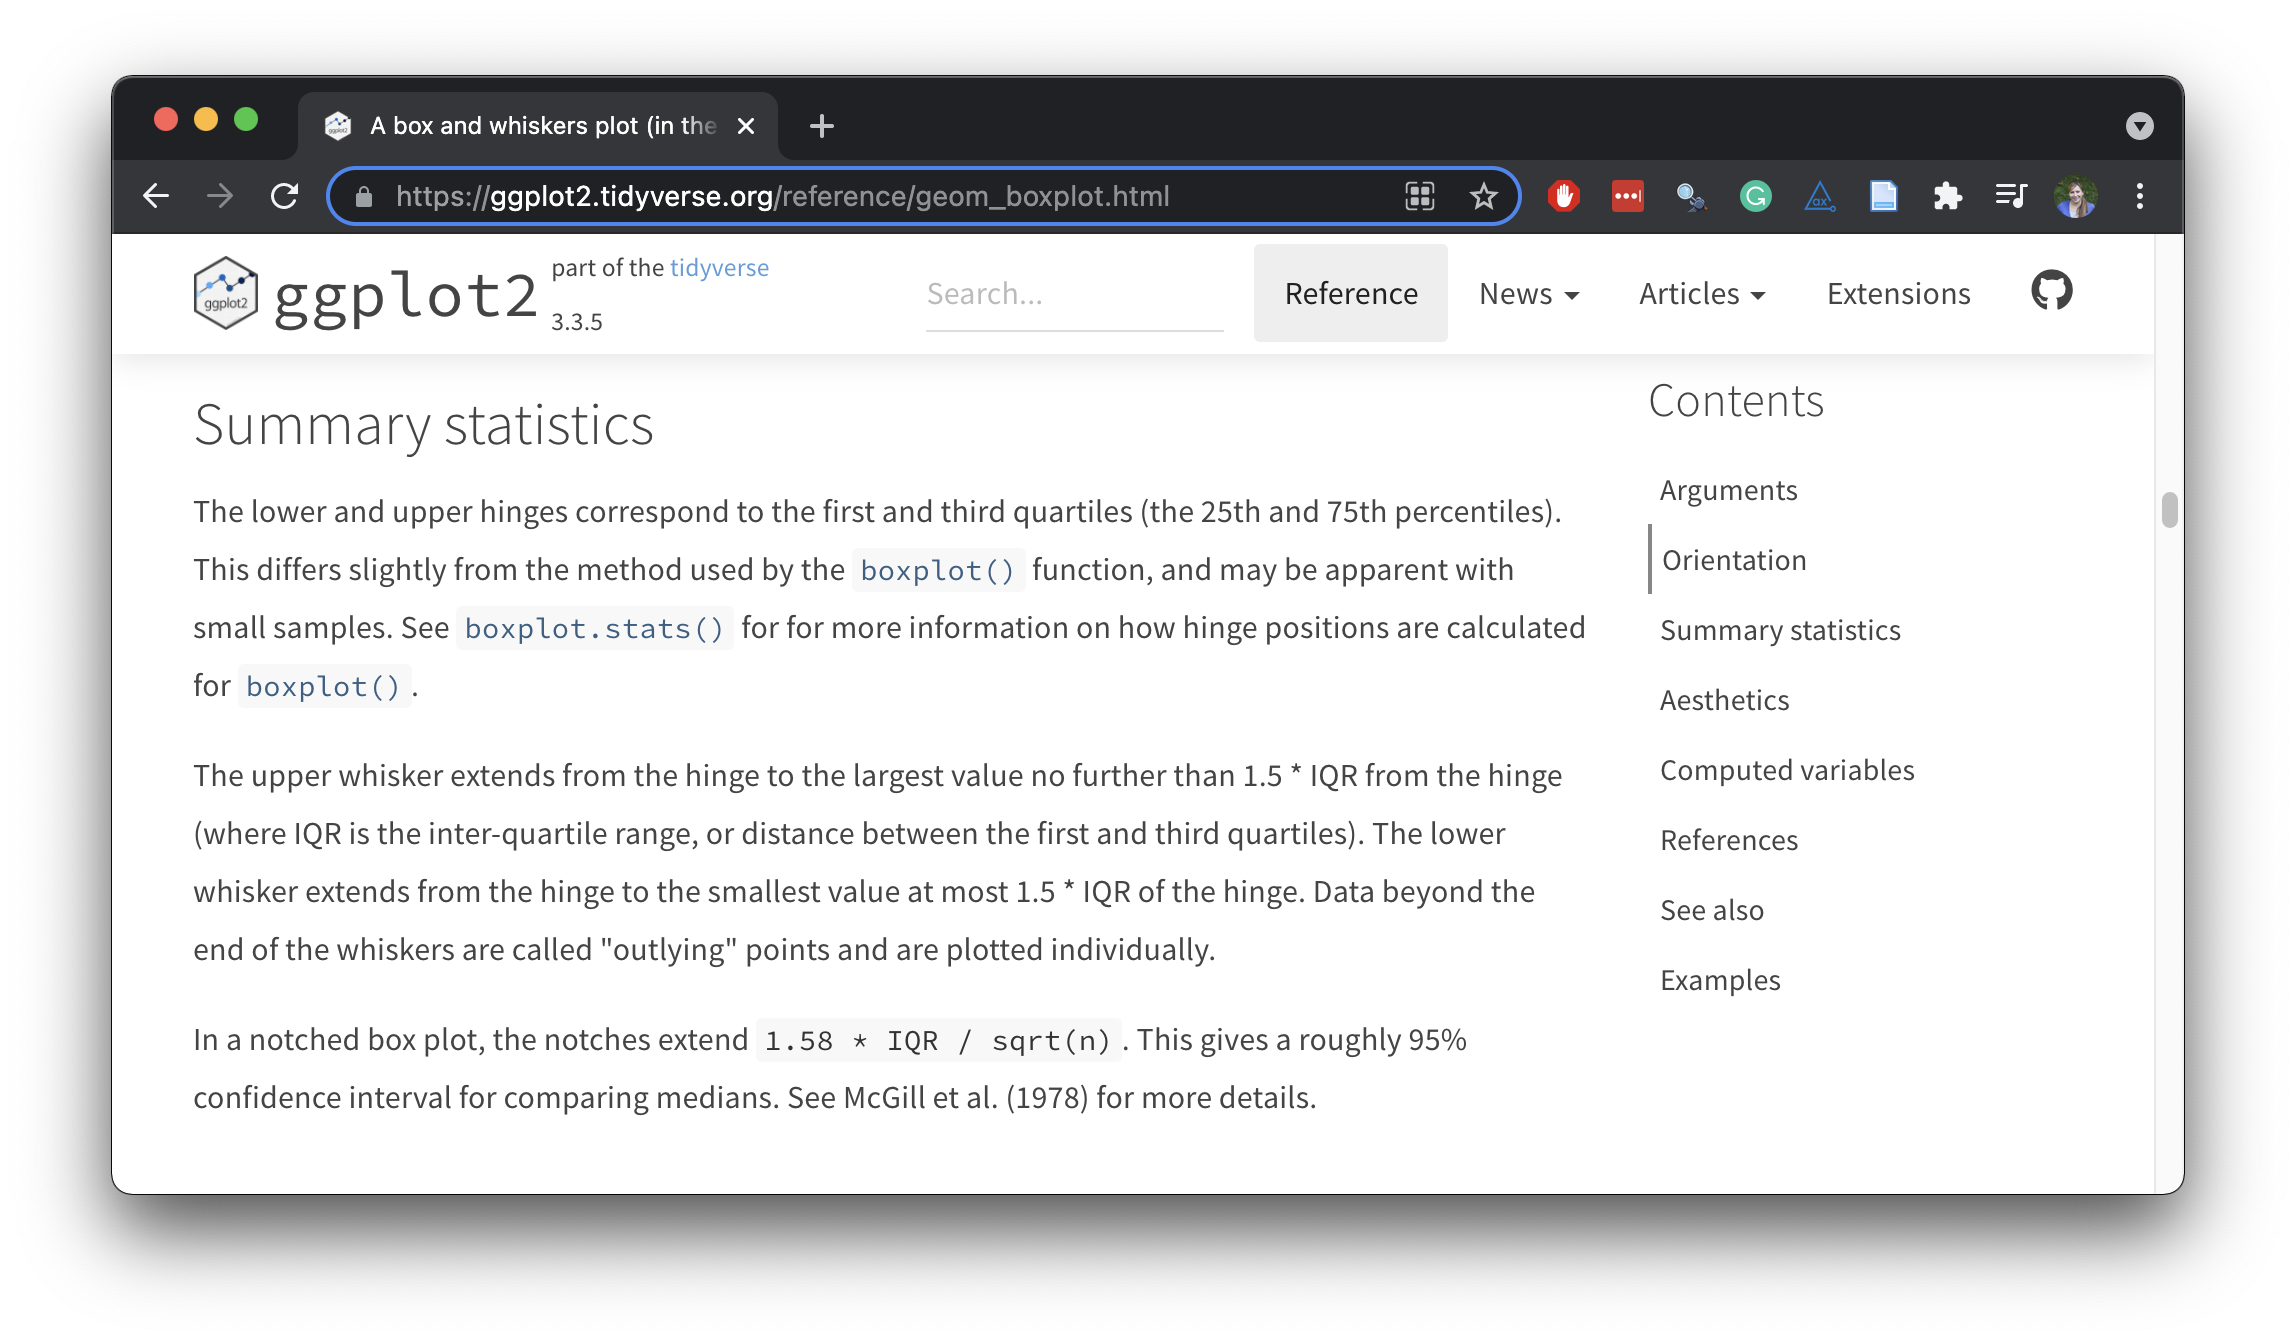 A box and whiskers plot (in the
https://ggplot2.tidyverse.org/reference/geom_boxplot.html
ggplot2
ggplot2
part of the tidyverse
3.3.5
Search...
Reference
News
Articles
Extensions
Summary statistics
The lower and upper hinges correspond to the first and third quartiles (the 25th and 75th percentiles).
This differs slightly from the method used by the boxplot() function, and may be apparent with
small samples. See boxplot.stats() for for more information on how hinge positions are calculated
for boxplot().
The upper whisker extends from the hinge to the largest value no further than 1.5 * IQR from the hinge
(where IQR is the inter-quartile range, or distance between the first and third quartiles). The lower
whisker extends from the hinge to the smallest value at most 1.5 * IQR of the hinge. Data beyond the
end of the whiskers are called "outlying" points and are plotted individually.
In a notched box plot, the notches extend 1.58 * IQR / sqrt(n). This gives a roughly 95%
confidence interval for comparing medians. See McGill et al. (1978) for more details.
Contents
Arguments
Orientation
Summary statistics
Aesthetics
Computed variables
References
See also
Examples